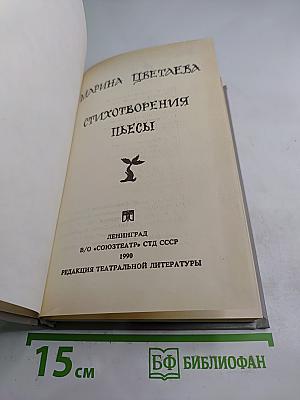 МАРИНА ЦВЕТАЕВА
СТИХОТВОРЕНИЯ
ПЬЕСЫ
ЛЕНИНГРАД
В/О «СОЮЗТЕАТР» СТД СССР
1990
РЕДАКЦИЯ ТЕАТРАЛЬНОЙ ЛИТЕРАТУРЫ
15 см
БФ БИБЛИОФАН